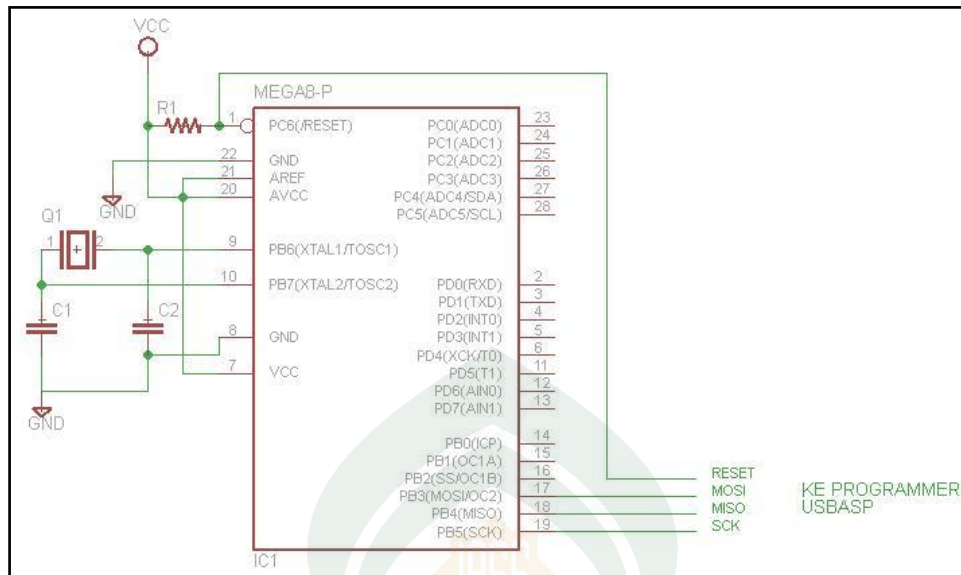 VCC
MEGA8-P
R1
1 PC6(/RESET) PC0(ADC0) 23
PC1(ADC1) 24
22 GND PC2(ADC2) 25
21 AREF PC3(ADC3) 26
20 AVCC PC4(ADC4/SDA) 27
PC5(ADC5/SCL) 28
GND
Q1
1 2
9 PB6(XTAL1/TOSC1)
10 PB7(XTAL2/TOSC2) PD0(RXD) 2
PD1(TXD) 3
C1 C2
PD2(INT0) 4
8 GND PD3(INT1) 5
PD4(XCK/T0) 6
7 VCC PD5(T1) 11
PD6(AIN0) 12
PD7(AIN1) 13
GND
PB0(ICP) 14
PB1(OC1A) 15
PB2(SS/OC1B) 16
PB3(MOSI/OC2) 17
PB4(MISO) 18
PB5(SCK) 19
IC1
RESET
MOSI
MISO
SCK
KE PROGRAMMER
USBASP